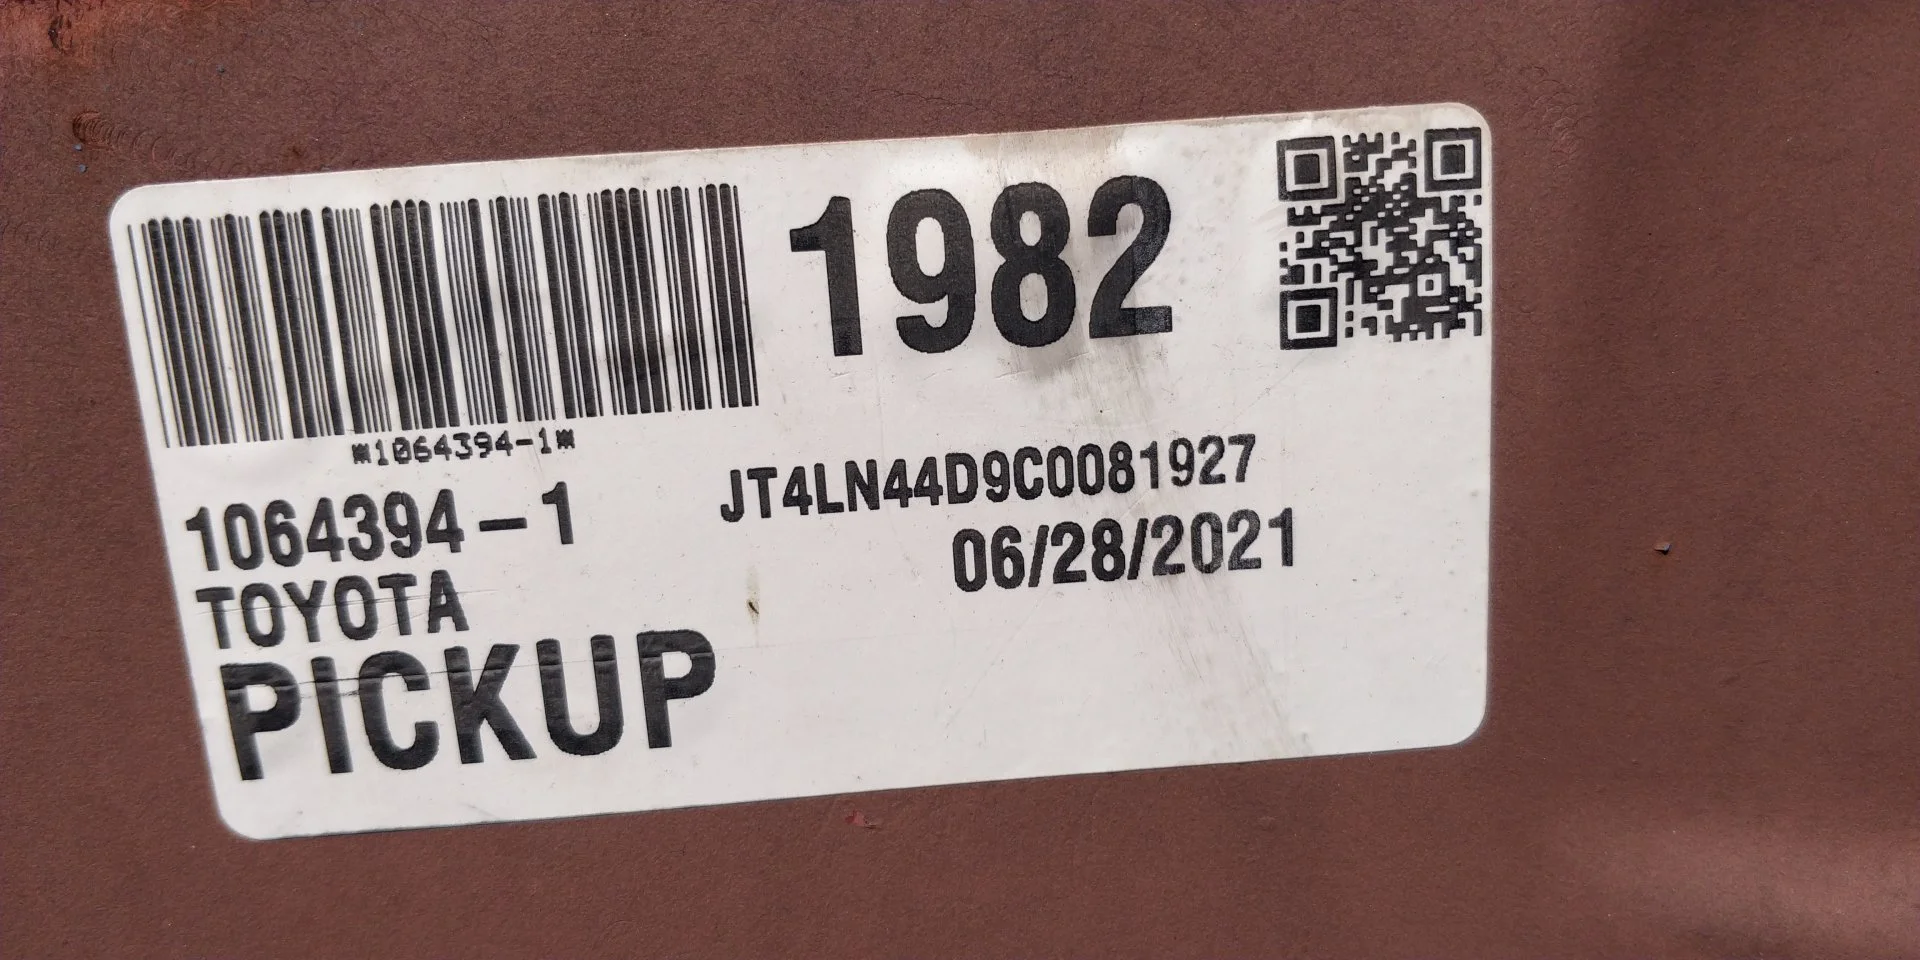 1982
*1064394-1*
1064394-1
JT4LN44D9C0081927
06/28/2021
TOYOTA
PICKUP